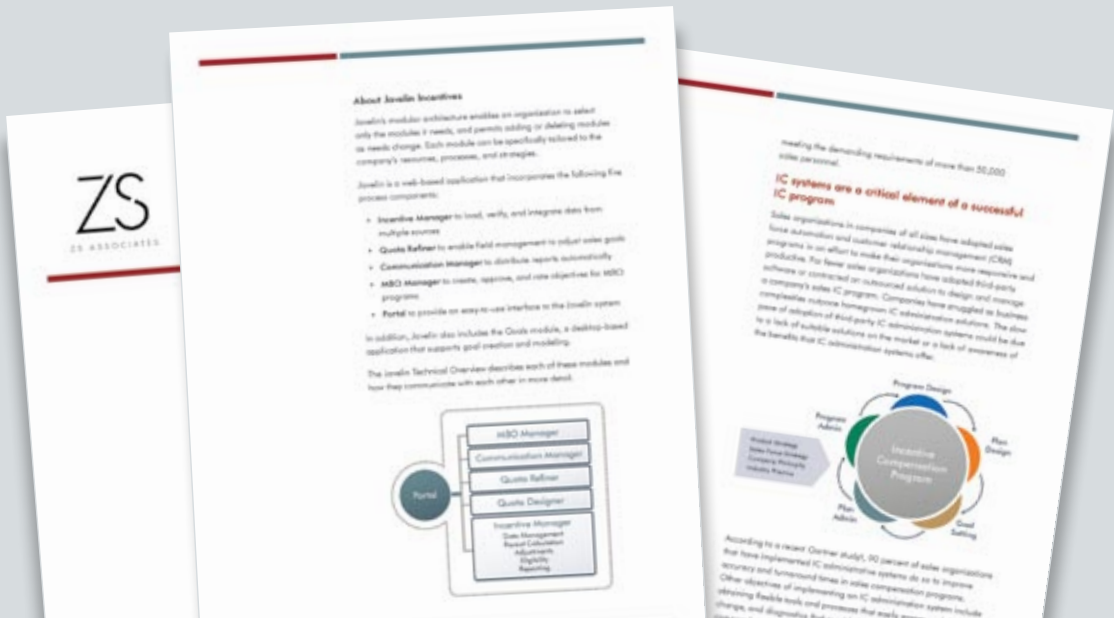 ZS
ZS ASSOCIATES
About Javelin Incentives
Javelin's modular architecture enables an organization to select
only the modules it needs, and permits adding or deleting modules
as needs change. Each module can be specifically tailored to the
company's resources, processes, and strategies.
Javelin is a web-based application that incorporates the following five
process components:
• Incentive Manager to load, verify, and integrate data from
multiple sources
• Quota Refiner to enable field management to adjust sales goals
• Communication Manager to distribute reports automatically
• MBO Manager to create, approve, and rate objectives for MBO
programs
• Portal to provide an easy-to-use interface to the Javelin system
In addition, Javelin also includes the Goals module, a desktop-based
application that supports goal creation and modeling.
The Javelin Technical Overview describes each of these modules and
how they communicate with each other in more detail.
Portal
MBO Manager
Communication Manager
Quota Refiner
Quota Designer
Incentive Manager
Data Management
Payout Calculation
Adjustments
Eligibility
Reporting
meeting the demanding requirements of more than 50,000
sales personnel.
IC systems are a critical element of a successful
IC program
Sales organizations in companies of all sizes have adopted sales
force automation and customer relationship management (CRM)
programs in an effort to make their organizations more responsive and
productive. Far fewer sales organizations have adopted third-party
software or contracted an outsourced solution to design and manage
a company's sales IC program. Companies have struggled as business
complexities outpace homegrown IC administration solutions. The slow
pace of adoption of third-party IC administration systems could be due
to a lack of suitable solutions on the market or a lack of awareness of
the benefits that IC administration systems offer.
Program Design
Program
Admin
Plan
Design
Product Strategy
Sales Force Strategy
Company Philosophy
Industry Practice
Incentive
Compensation
Program
Plan
Admin
Goal
Setting
According to a recent Gartner study¹, 90 percent of sales organizations
that have implemented IC administrative systems do so to improve
accuracy and turnaround times in sales compensation programs.
Other objectives of implementing an IC administration system include
obtaining flexible tools and processes that easily
change, and diagnostics